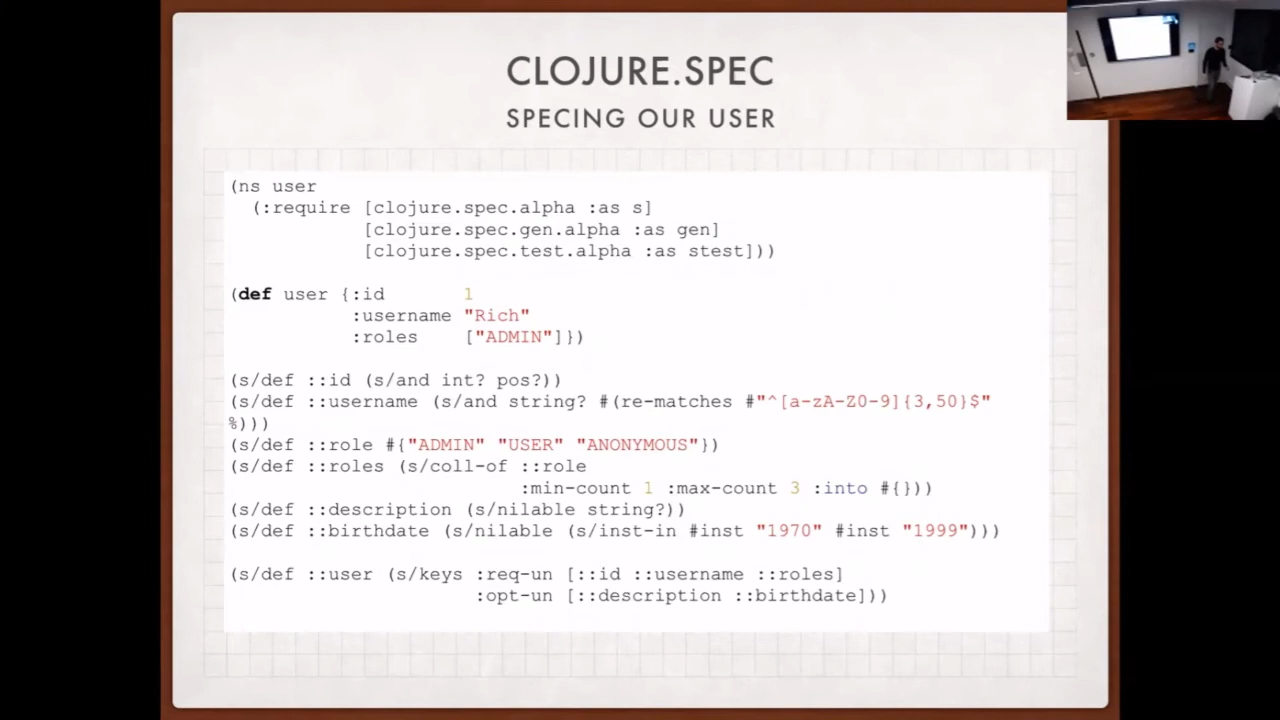 CLOJURE.SPEC
SPECING OUR USER
(ns user
  (:require [clojure.spec.alpha :as s]
            [clojure.spec.gen.alpha :as gen]
            [clojure.spec.test.alpha :as stest]))
(def user {:id       1
           :username "Rich"
           :roles    ["ADMIN"]})
(s/def ::id (s/and int? pos?))
(s/def ::username (s/and string? #(re-matches #"^[a-zA-Z0-9]{3,50}$"
%)))
(s/def ::role #{"ADMIN" "USER" "ANONYMOUS"})
(s/def ::roles (s/coll-of ::role
                          :min-count 1 :max-count 3 :into #{}))
(s/def ::description (s/nilable string?))
(s/def ::birthdate (s/nilable (s/inst-in #inst "1970" #inst "1999")))
(s/def ::user (s/keys :req-un [::id ::username ::roles]
                      :opt-un [::description ::birthdate]))